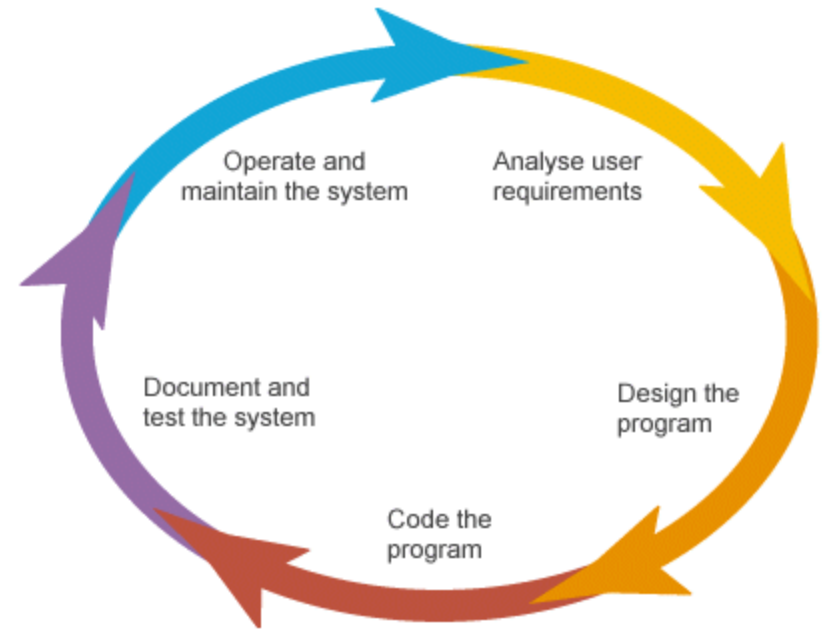 Operate and
maintain the system
Analyse user
requirements
Document and
test the system
Design the
program
Code the
program